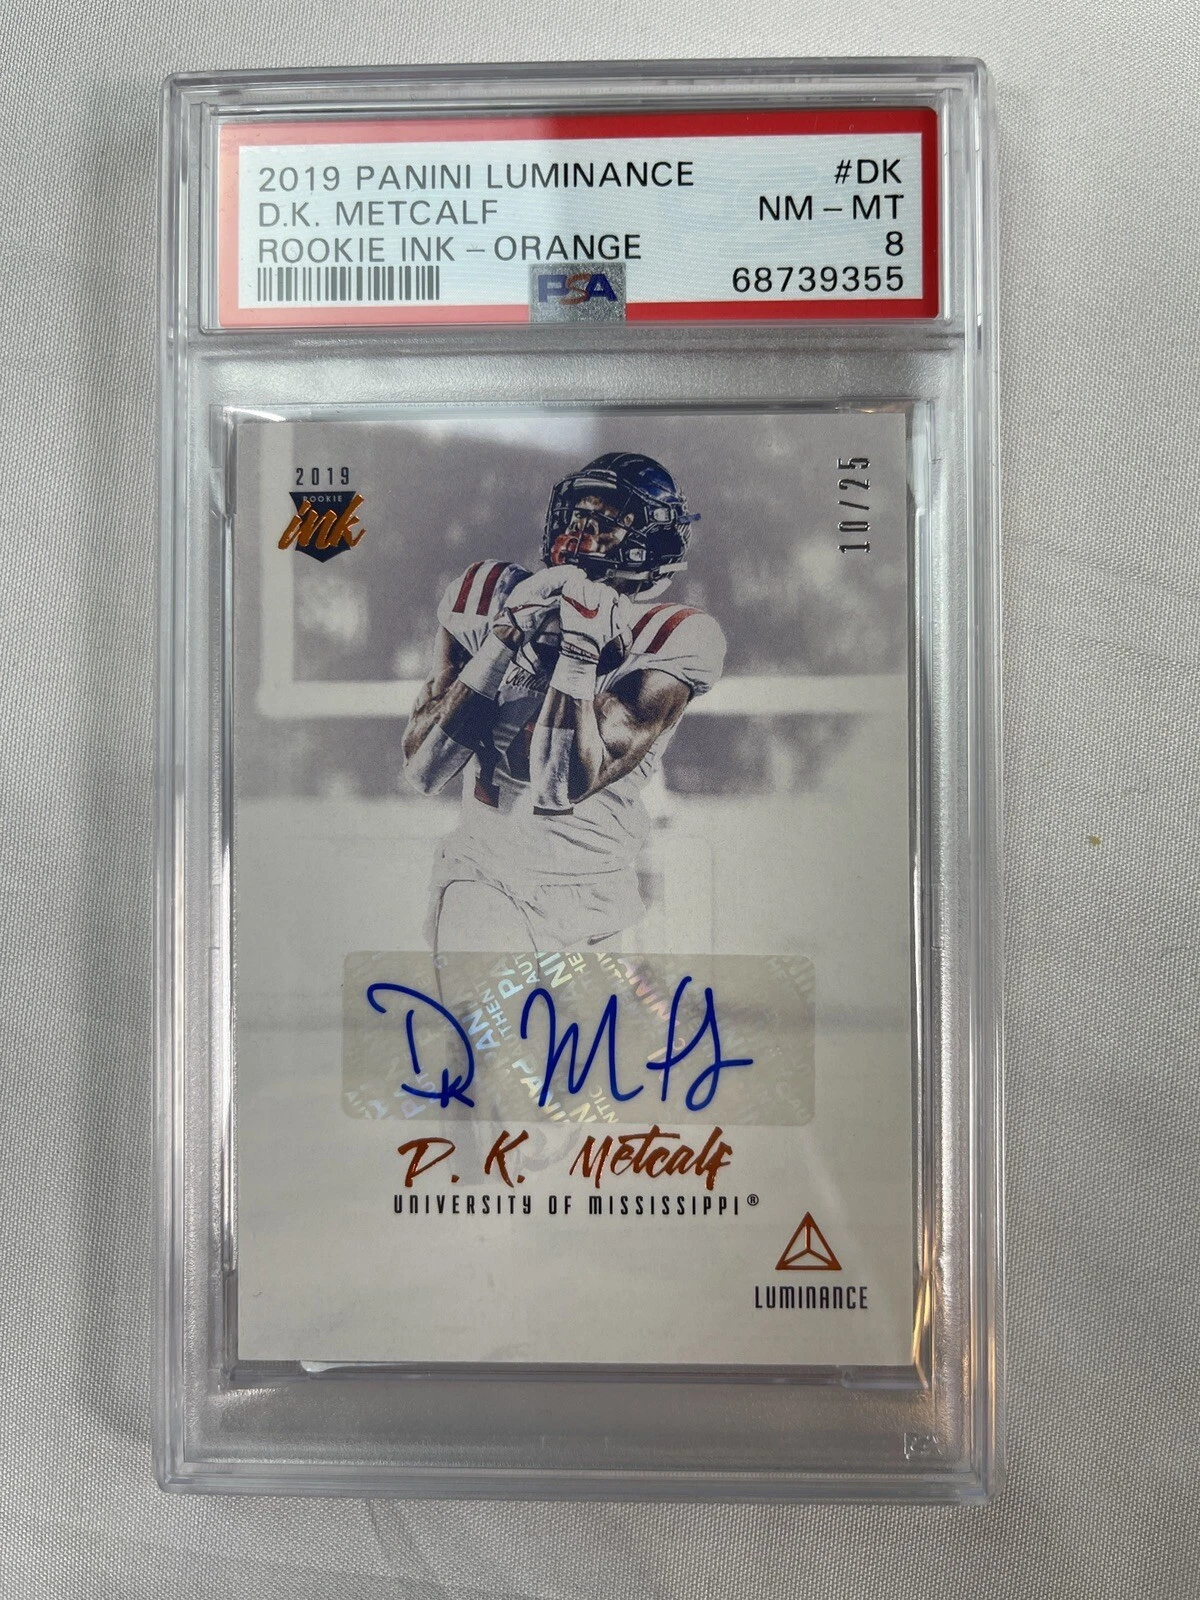 2019 PANINI LUMINANCE #DK
D.K. METCALF NM - MT
ROOKIE INK - ORANGE 8
PSA 68739355
2019
ROOKIE
ink
10/25
D. K. Metcalf
UNIVERSITY OF MISSISSIPPI®
LUMINANCE